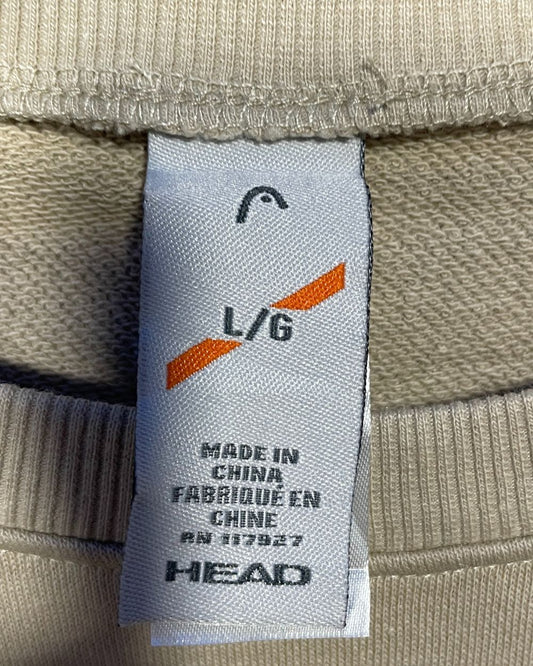 L/G
MADE IN
CHINA
FABRIQUÉ EN
CHINE
RN 117927
HEAD